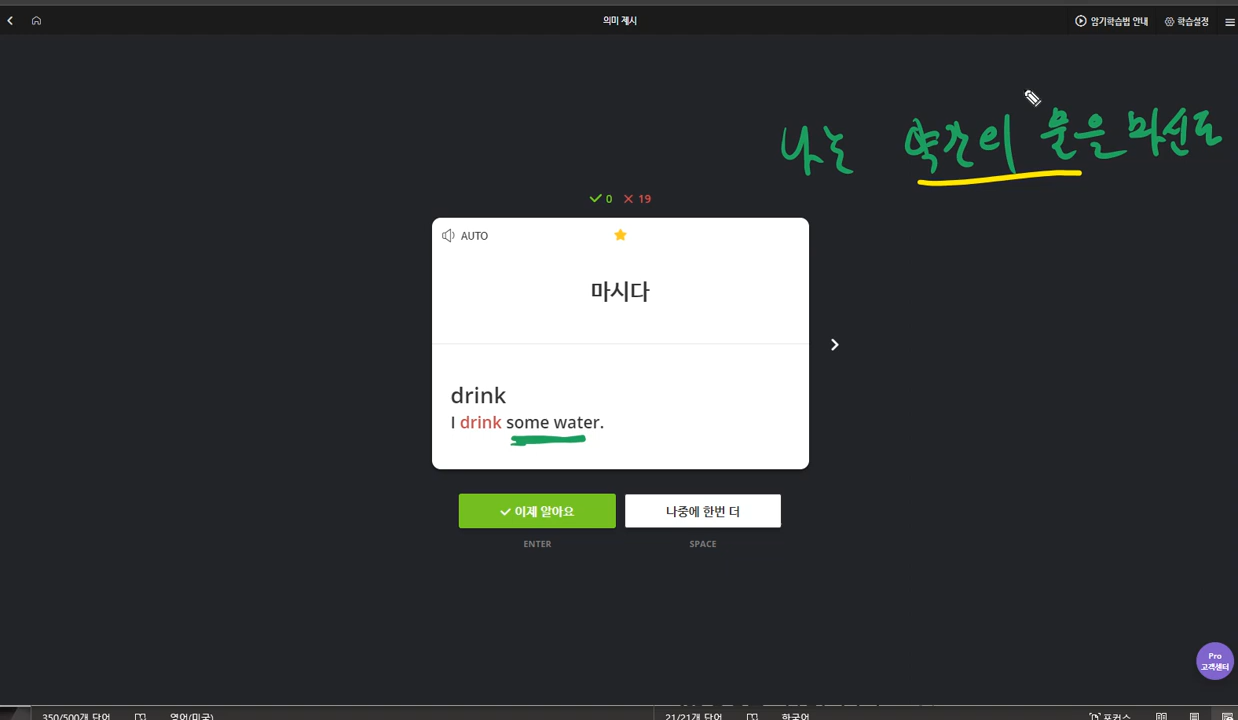 의미 제시
암기학습법 안내
학습설정
나는 약간의 물을 마신다
0
19
AUTO
마시다
drink
I drink some water.
이제 알아요
나중에 한번 더
ENTER
SPACE
Pro
고객센터
350/500개 단어
영어(미국)
21/21개 단어
한국어
포커스